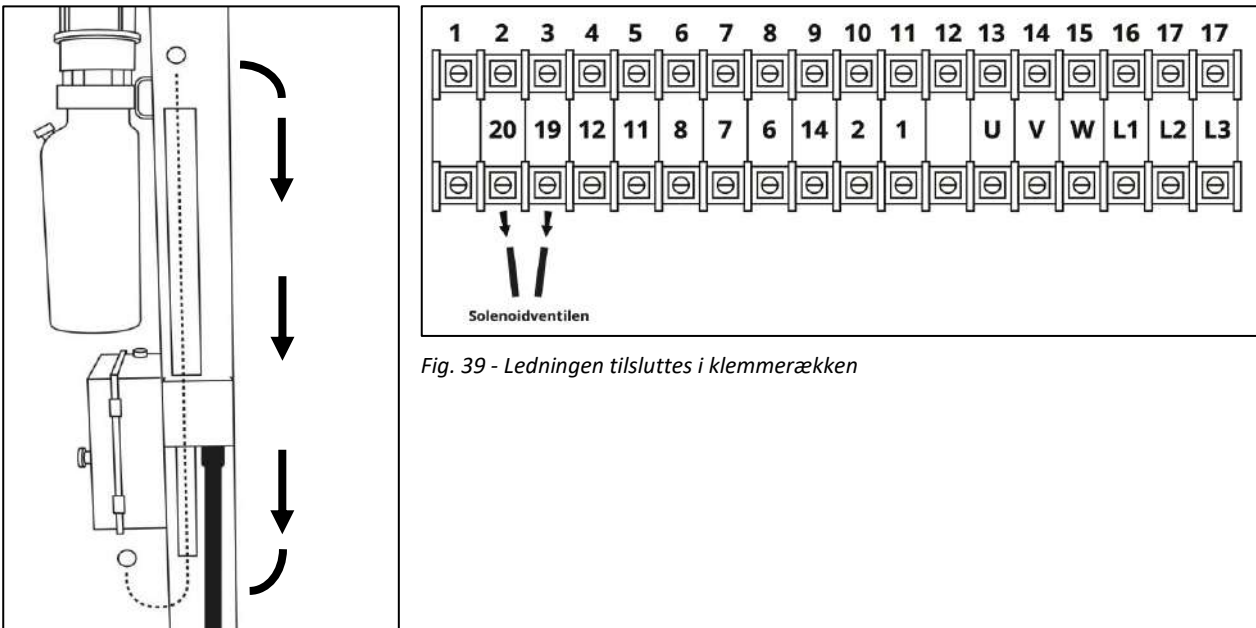 1 2 3 4 5 6 7 8 9 10 11 12 13 14 15 16 17 17
20 19 12 11 8 7 6 14 2 1 U V W L1 L2 L3
Solenoidventilen
Fig. 39 - Ledningen tilsluttes i klemmerækken